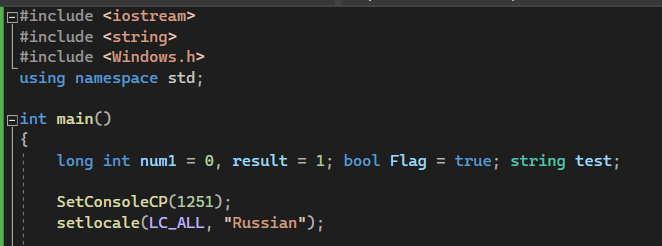 #include <iostream>
#include <string>
#include <Windows.h>
using namespace std;
int main()
{
long int num1 = 0, result = 1; bool Flag = true; string test;
SetConsoleCP(1251);
setlocale(LC_ALL, "Russian");